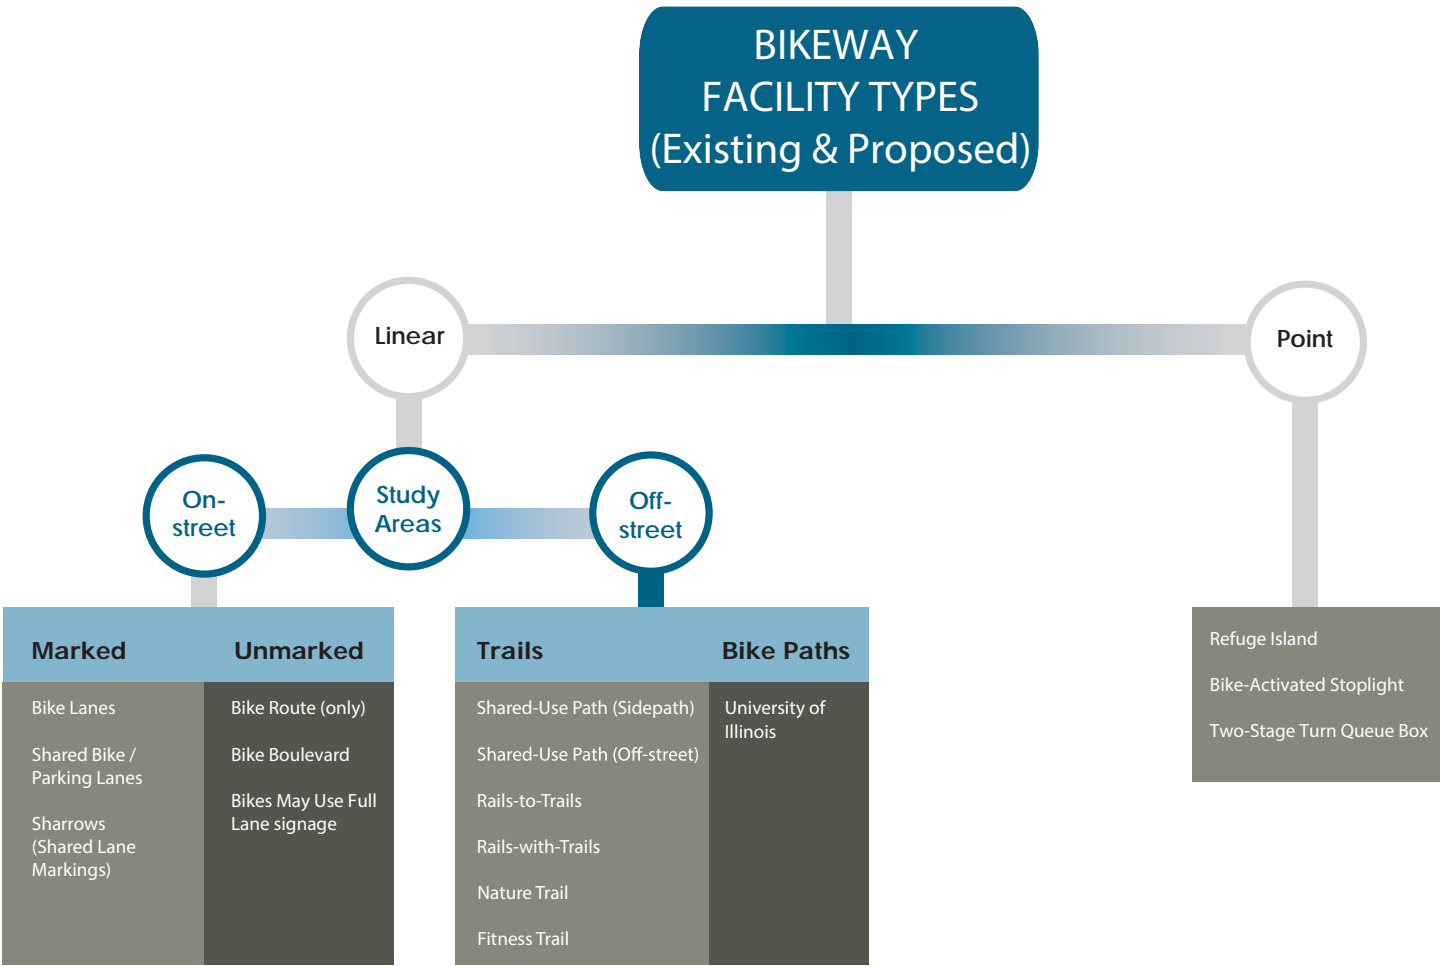 BIKEWAY
FACILITY TYPES
(Existing & Proposed)
Linear
Point
On-
street
Study
Areas
Off-
street
Marked
Bike Lanes
Shared Bike /
Parking Lanes
Sharrows
(Shared Lane
Markings)
Unmarked
Bike Route (only)
Bike Boulevard
Bikes May Use Full
Lane signage
Trails
Shared-Use Path (Sidepath)
Shared-Use Path (Off-street)
Rails-to-Trails
Rails-with-Trails
Nature Trail
Fitness Trail
Bike Paths
University of
Illinois
Refuge Island
Bike-Activated Stoplight
Two-Stage Turn Queue Box